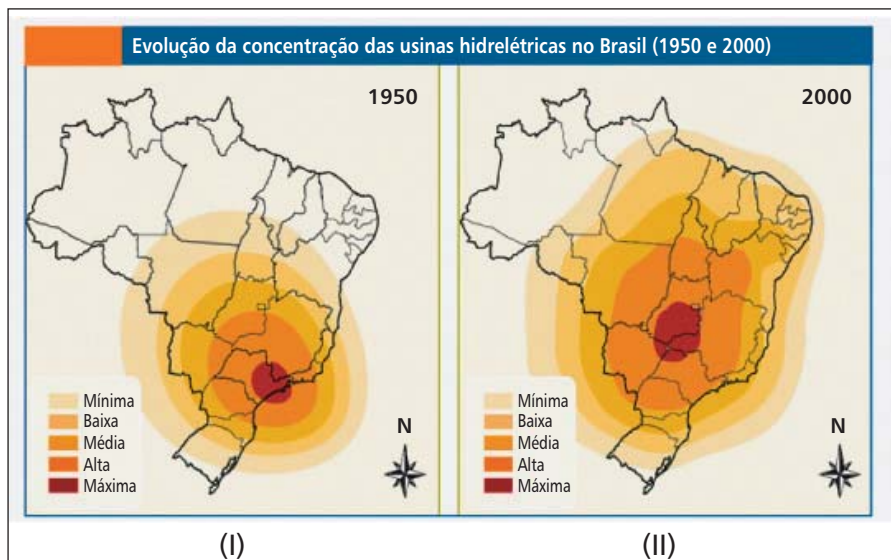 Evolução da concentração das usinas hidrelétricas no Brasil (1950 e 2000)
1950
Mínima
Baixa
Média
Alta
Máxima
N
(I)
2000
Mínima
Baixa
Média
Alta
Máxima
N
(II)